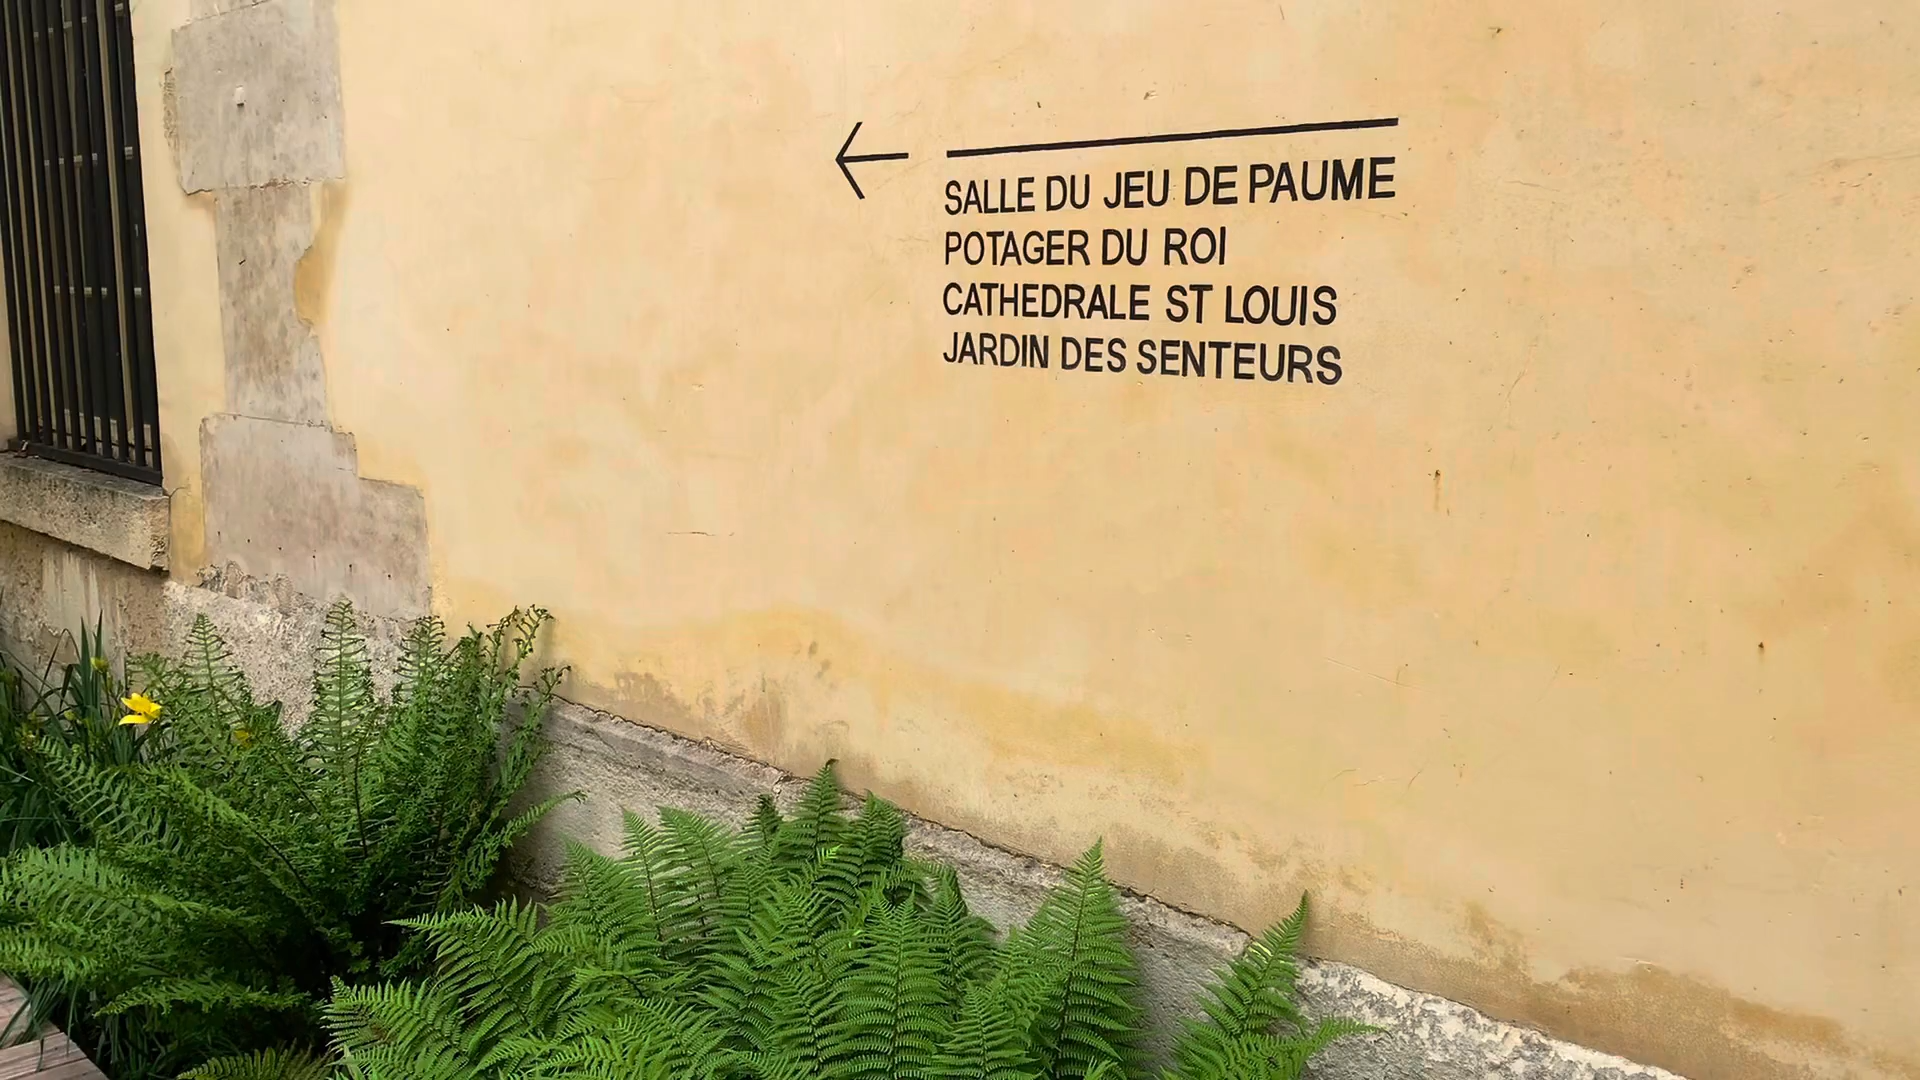 SALLE DU JEU DE PAUME
POTAGER DU ROI
CATHEDRALE ST LOUIS
JARDIN DES SENTEURS